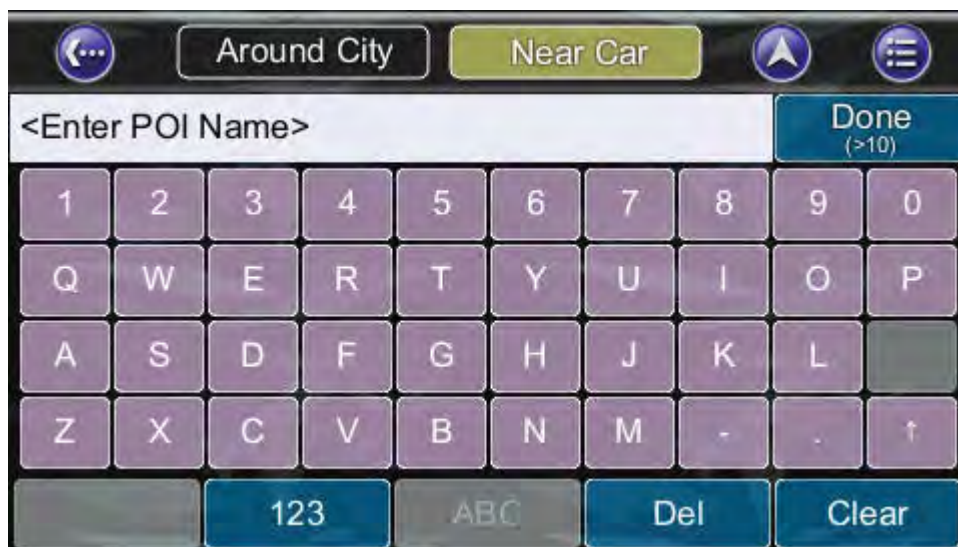 Around City Near Car
<Enter POI Name> Done
(>10)
1 2 3 4 5 6 7 8 9 0
Q W E R T Y U I O P
A S D F G H J K L
Z X C V B N M - . ↑
123 ABC Del Clear